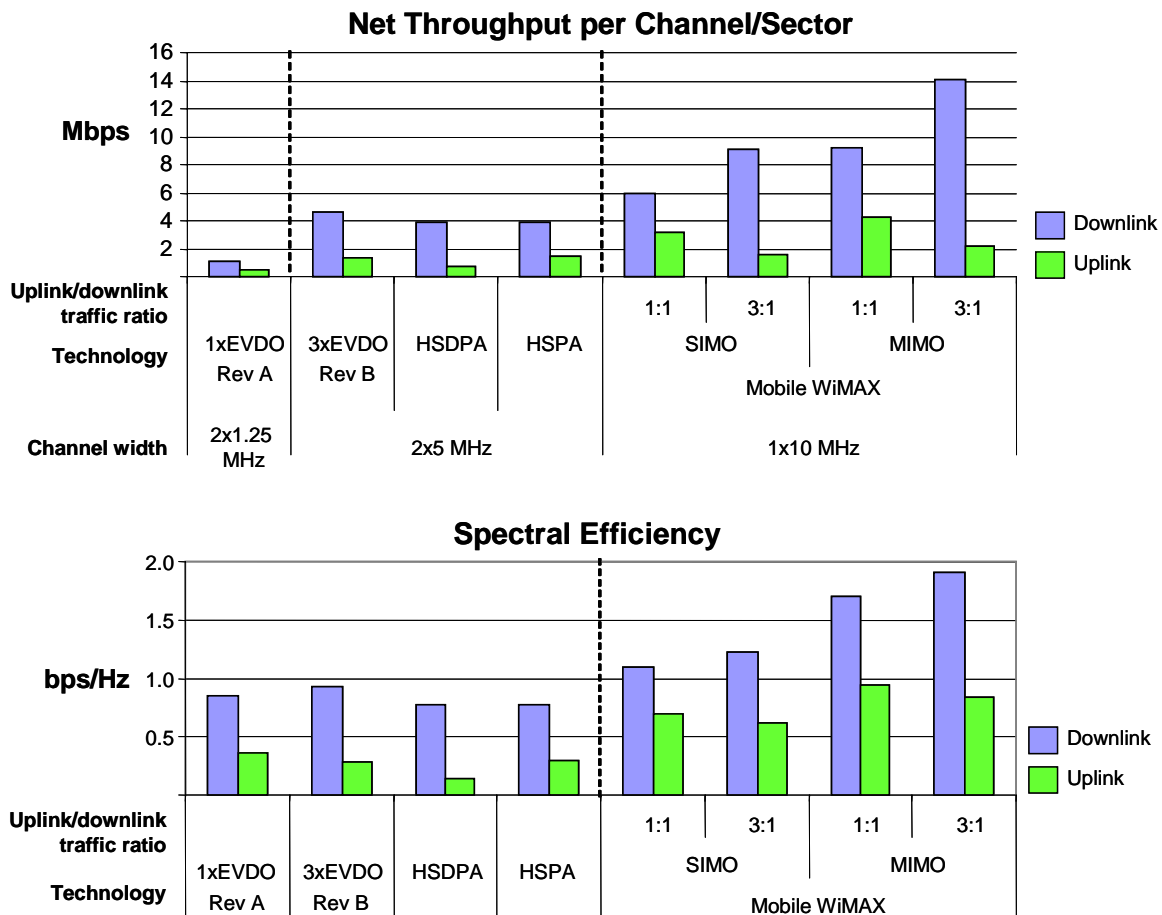 Net Throughput per Channel/Sector
16
14
12
10
8
6
4
2
Mbps
Downlink
Uplink
Uplink/downlink
traffic ratio
1:1 3:1 1:1 3:1
Technology
1xEVDO
Rev A
3xEVDO
Rev B
HSDPA
HSPA
SIMO
MIMO
Mobile WiMAX
Channel width
2x1.25
MHz
2x5 MHz
1x10 MHz
Spectral Efficiency
2.0
1.5
1.0
0.5
bps/Hz
Downlink
Uplink
Uplink/downlink
traffic ratio
1:1 3:1 1:1 3:1
Technology
1xEVDO
Rev A
3xEVDO
Rev B
HSDPA
HSPA
SIMO
MIMO
Mobile WiMAX